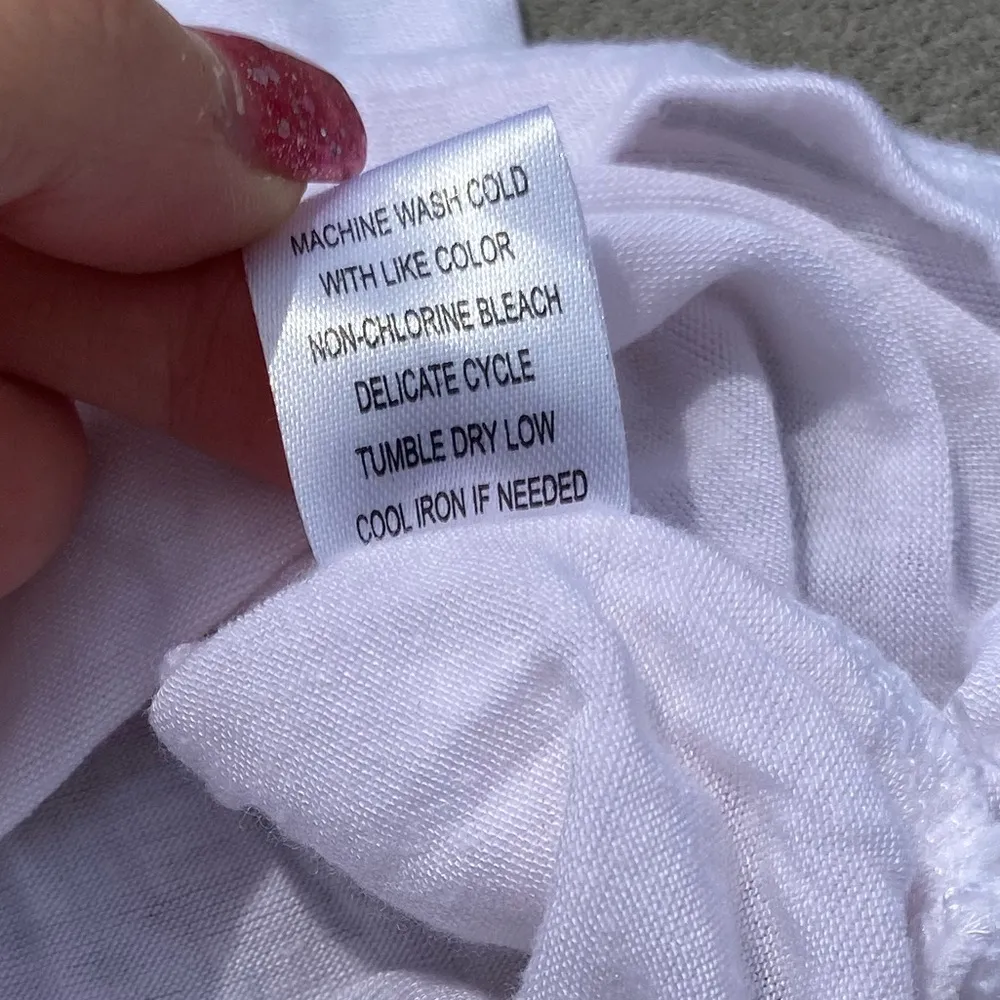 MACHINE WASH COLD
WITH LIKE COLOR
NON-CHLORINE BLEACH
DELICATE CYCLE
TUMBLE DRY LOW
COOL IRON IF NEEDED